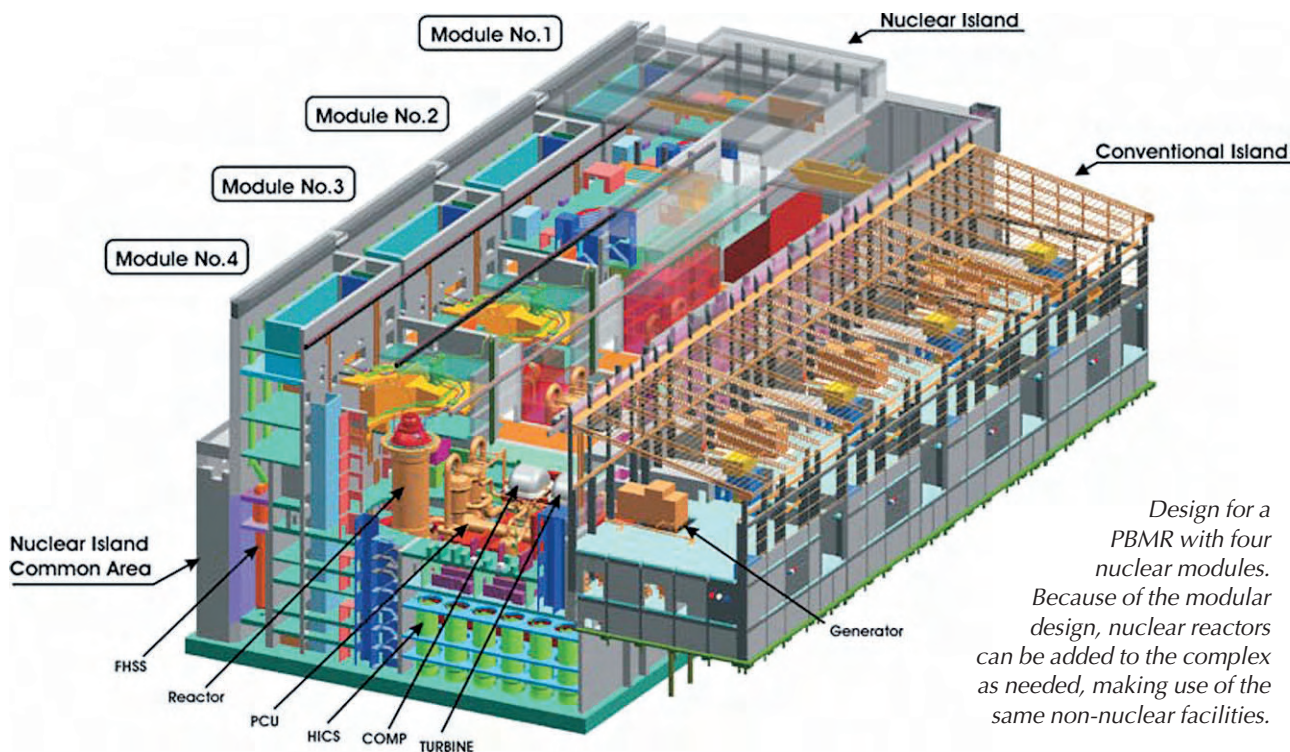 Module No.1
Nuclear Island
Module No.2
Conventional Island
Module No.3
Module No.4
Nuclear Island
Common Area
FHSS
Reactor
PCU
HICS
COMP
TURBINE
Generator
Design for a
PBMR with four
nuclear modules.
Because of the modular
design, nuclear reactors
can be added to the complex
as needed, making use of the
same non-nuclear facilities.